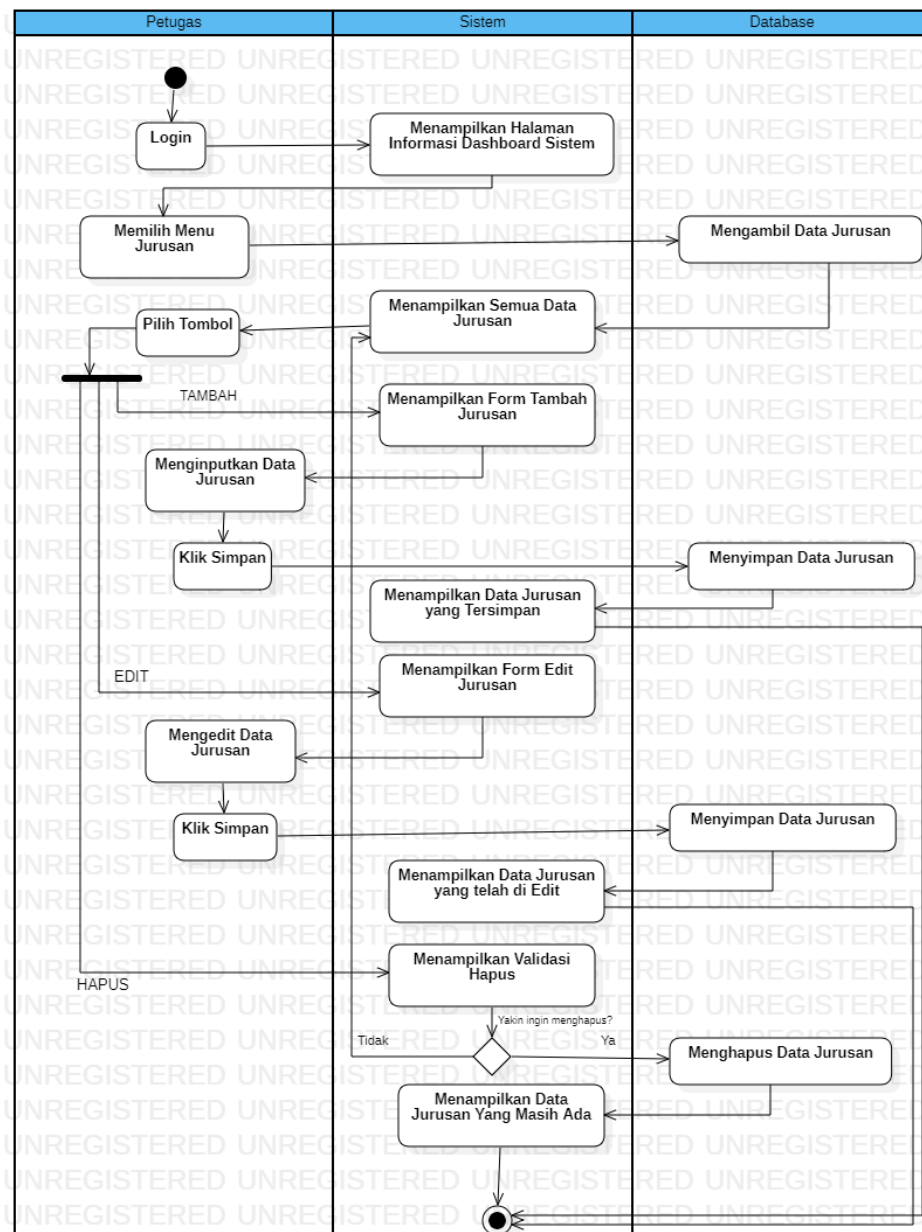 Petugas
Sistem
Database
Login
Menampilkan Halaman
Informasi Dashboard Sistem
Memilih Menu
Jurusan
Mengambil Data Jurusan
Menampilkan Semua Data
Jurusan
Pilih Tombol
TAMBAH
Menampilkan Form Tambah
Jurusan
Menginputkan Data
Jurusan
Klik Simpan
Menyimpan Data Jurusan
Menampilkan Data Jurusan
yang Tersimpan
EDIT
Menampilkan Form Edit
Jurusan
Mengedit Data
Jurusan
Klik Simpan
Menyimpan Data Jurusan
Menampilkan Data Jurusan
yang telah di Edit
HAPUS
Menampilkan Validasi
Hapus
Yakin ingin menghapus?
Tidak
Ya
Menghapus Data Jurusan
Menampilkan Data
Jurusan Yang Masih Ada
UNREGISTERED